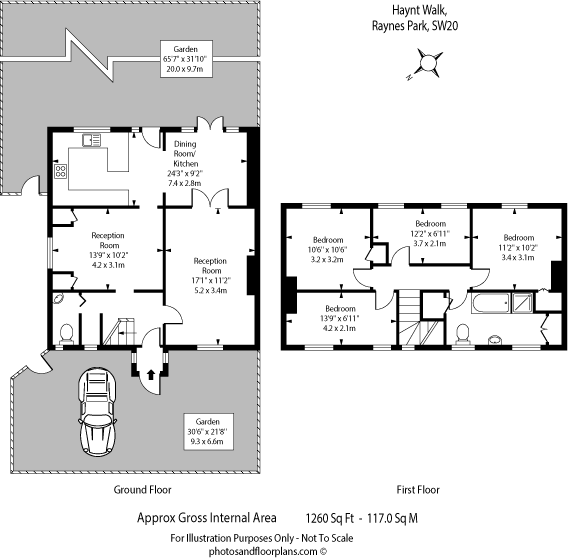 Haynt Walk,
Raynes Park, SW20
N
Garden
65'7" x 31'10"
20.0 x 9.7m
Dining
Room/
Kitchen
24'3" x 9'2"
7.4 x 2.8m
Reception
Room
13'9" x 10'2"
4.2 x 3.1m
Reception
Room
17'1" x 11'2"
5.2 x 3.4m
Bedroom
10'6" x 10'6"
3.2 x 3.2m
Bedroom
12'2" x 6'11"
3.7 x 2.1m
Bedroom
11'2" x 10'2"
3.4 x 3.1m
Bedroom
13'9" x 6'11"
4.2 x 2.1m
Garden
30'6" x 21'8"
9.3 x 6.6m
Ground Floor
First Floor
Approx Gross Internal Area 1260 Sq Ft - 117.0 Sq M
For Illustration Purposes Only - Not To Scale
photosandfloorplans.com ©